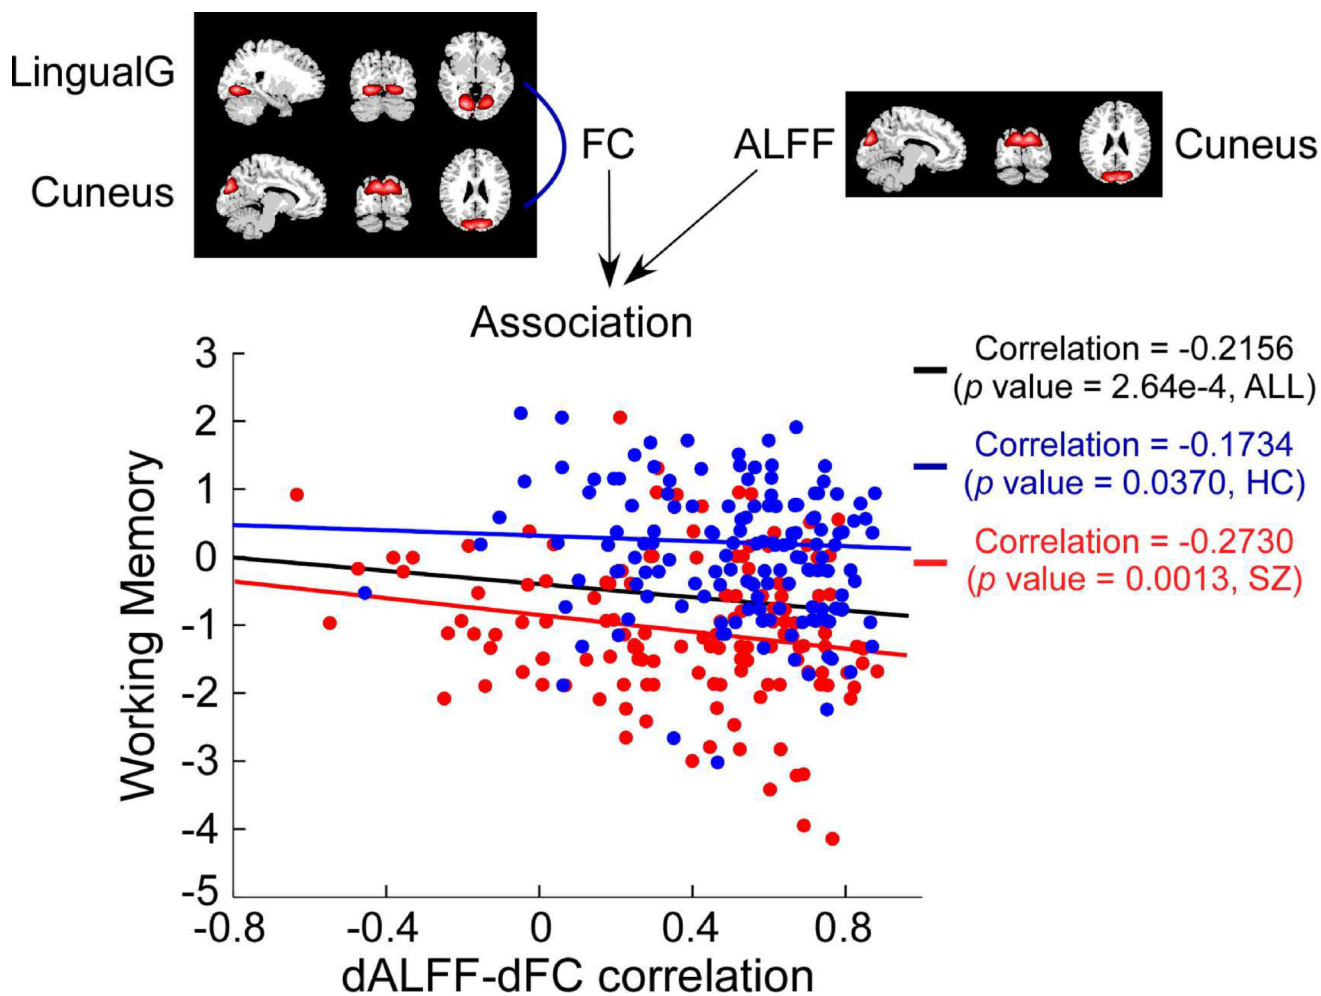 LingualG
Cuneus
FC
ALFF
Cuneus
Association
Correlation = -0.2156
(p value = 2.64e-4, ALL)
Correlation = -0.1734
(p value = 0.0370, HC)
Correlation = -0.2730
(p value = 0.0013, SZ)
Working Memory
3
2
1
0
-1
-2
-3
-4
-5
-0.8
-0.4
0
0.4
0.8
dALFF-dFC correlation